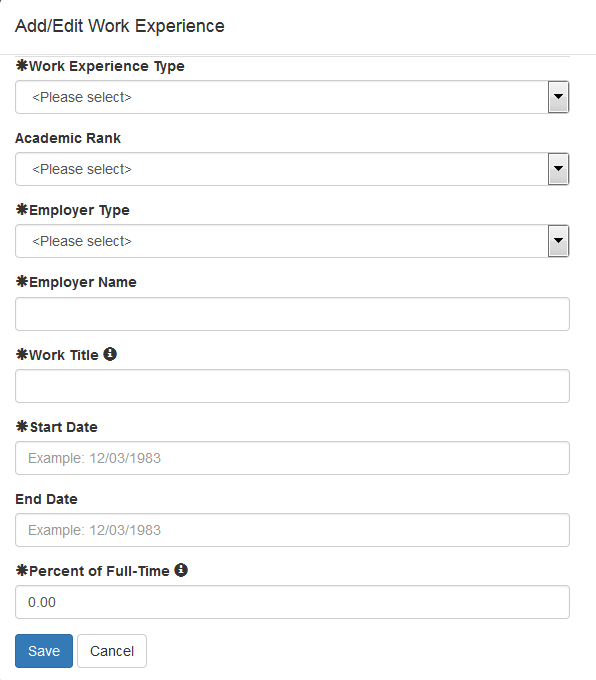 Add/Edit Work Experience
✱Work Experience Type
<Please select>
Academic Rank
<Please select>
✱Employer Type
<Please select>
✱Employer Name
✱Work Title
✱Start Date
Example: 12/03/1983
End Date
Example: 12/03/1983
✱Percent of Full-Time
0.00
Save Cancel